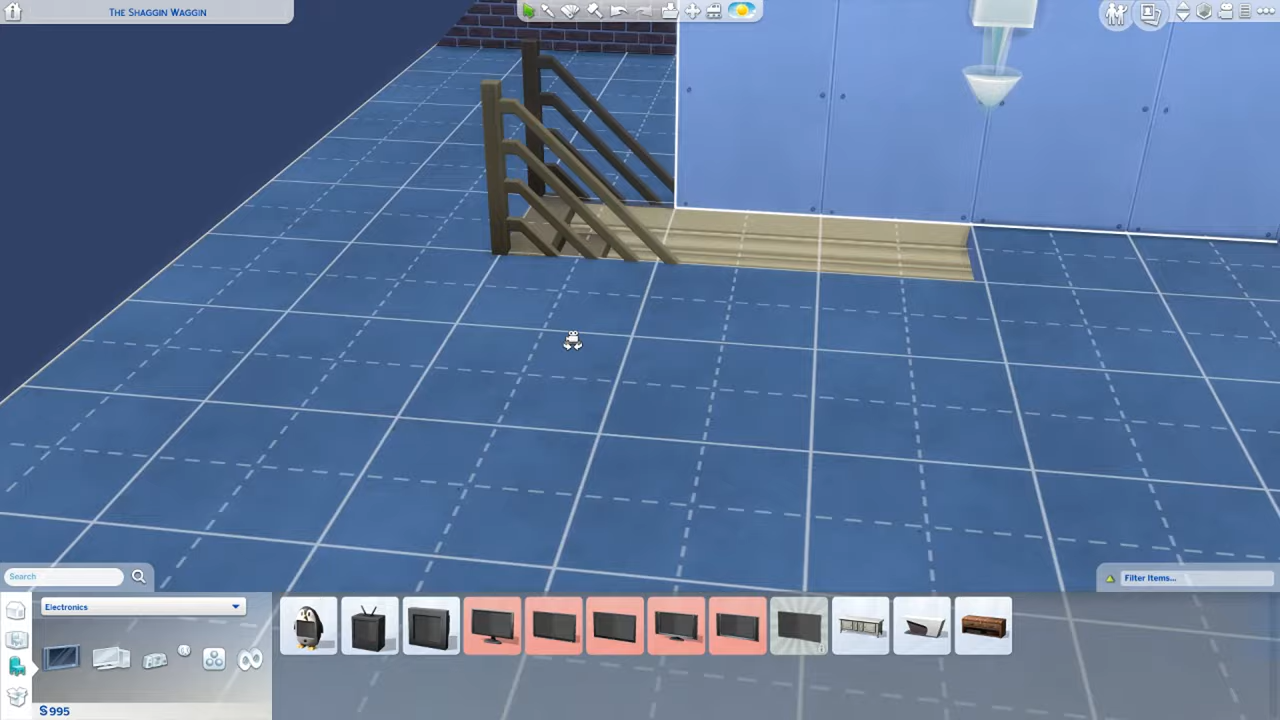 The Shaggin Waggin
Search
Filter Items...
Electronics
§995